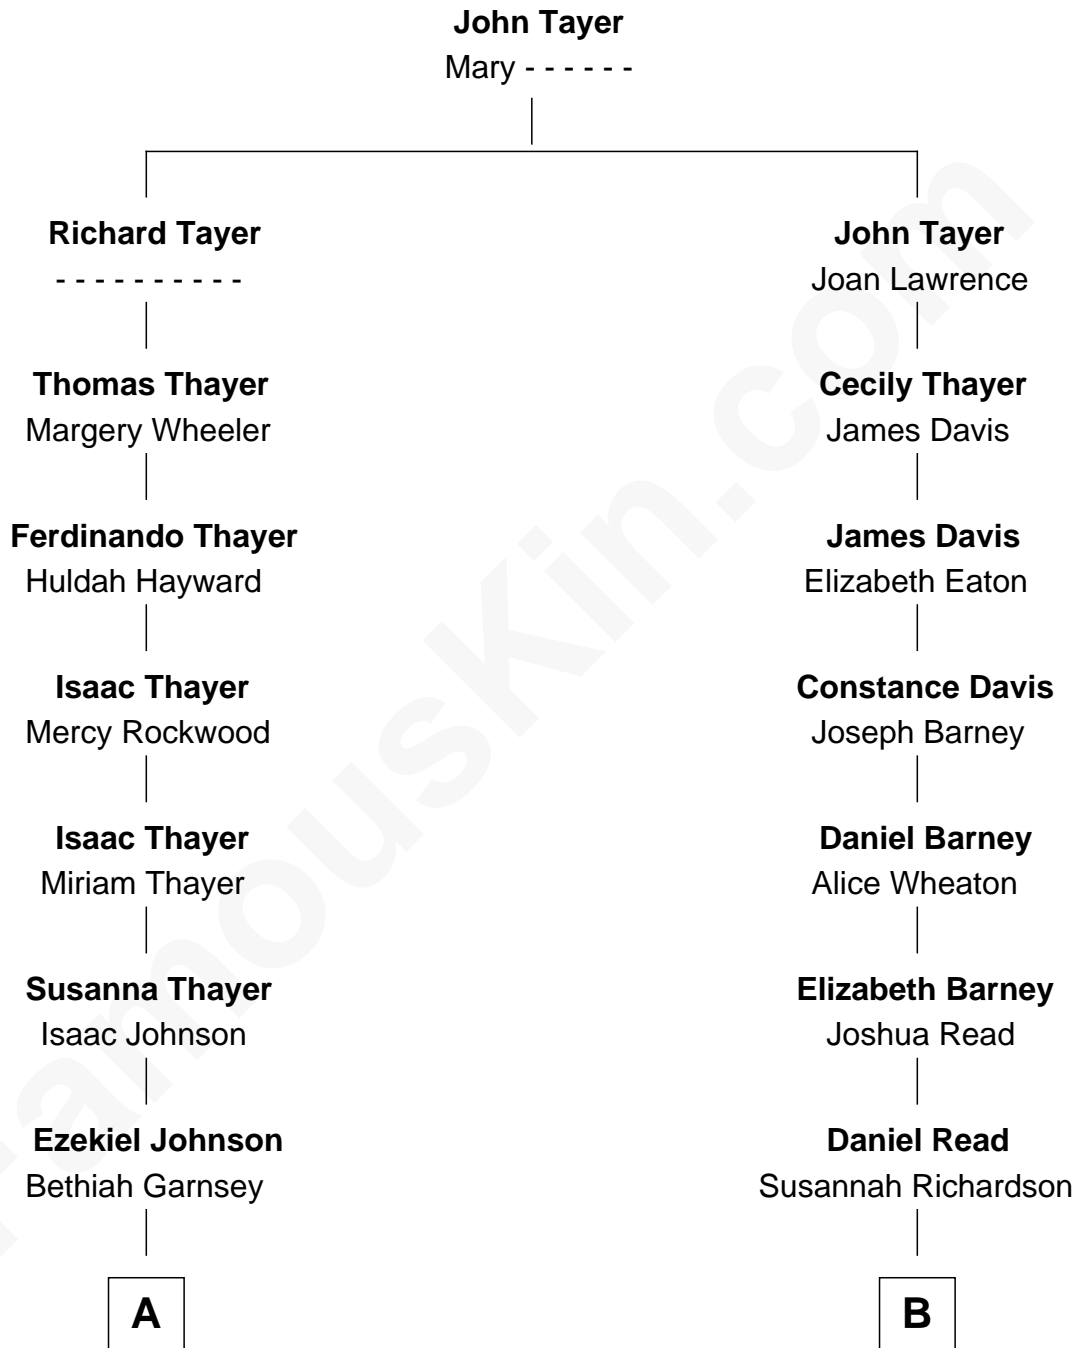 John Tayer
Mary - - - - - -
Richard Tayer
- - - - - - - - - -
John Tayer
Joan Lawrence
Thomas Thayer
Margery Wheeler
Cecily Thayer
James Davis
Ferdinando Thayer
Huldah Hayward
James Davis
Elizabeth Eaton
Isaac Thayer
Mercy Rockwood
Constance Davis
Joseph Barney
Isaac Thayer
Miriam Thayer
Daniel Barney
Alice Wheaton
Susanna Thayer
Isaac Johnson
Elizabeth Barney
Joshua Read
Ezekiel Johnson
Bethiah Garnsey
Daniel Read
Susannah Richardson
A
B
FamousKin.com